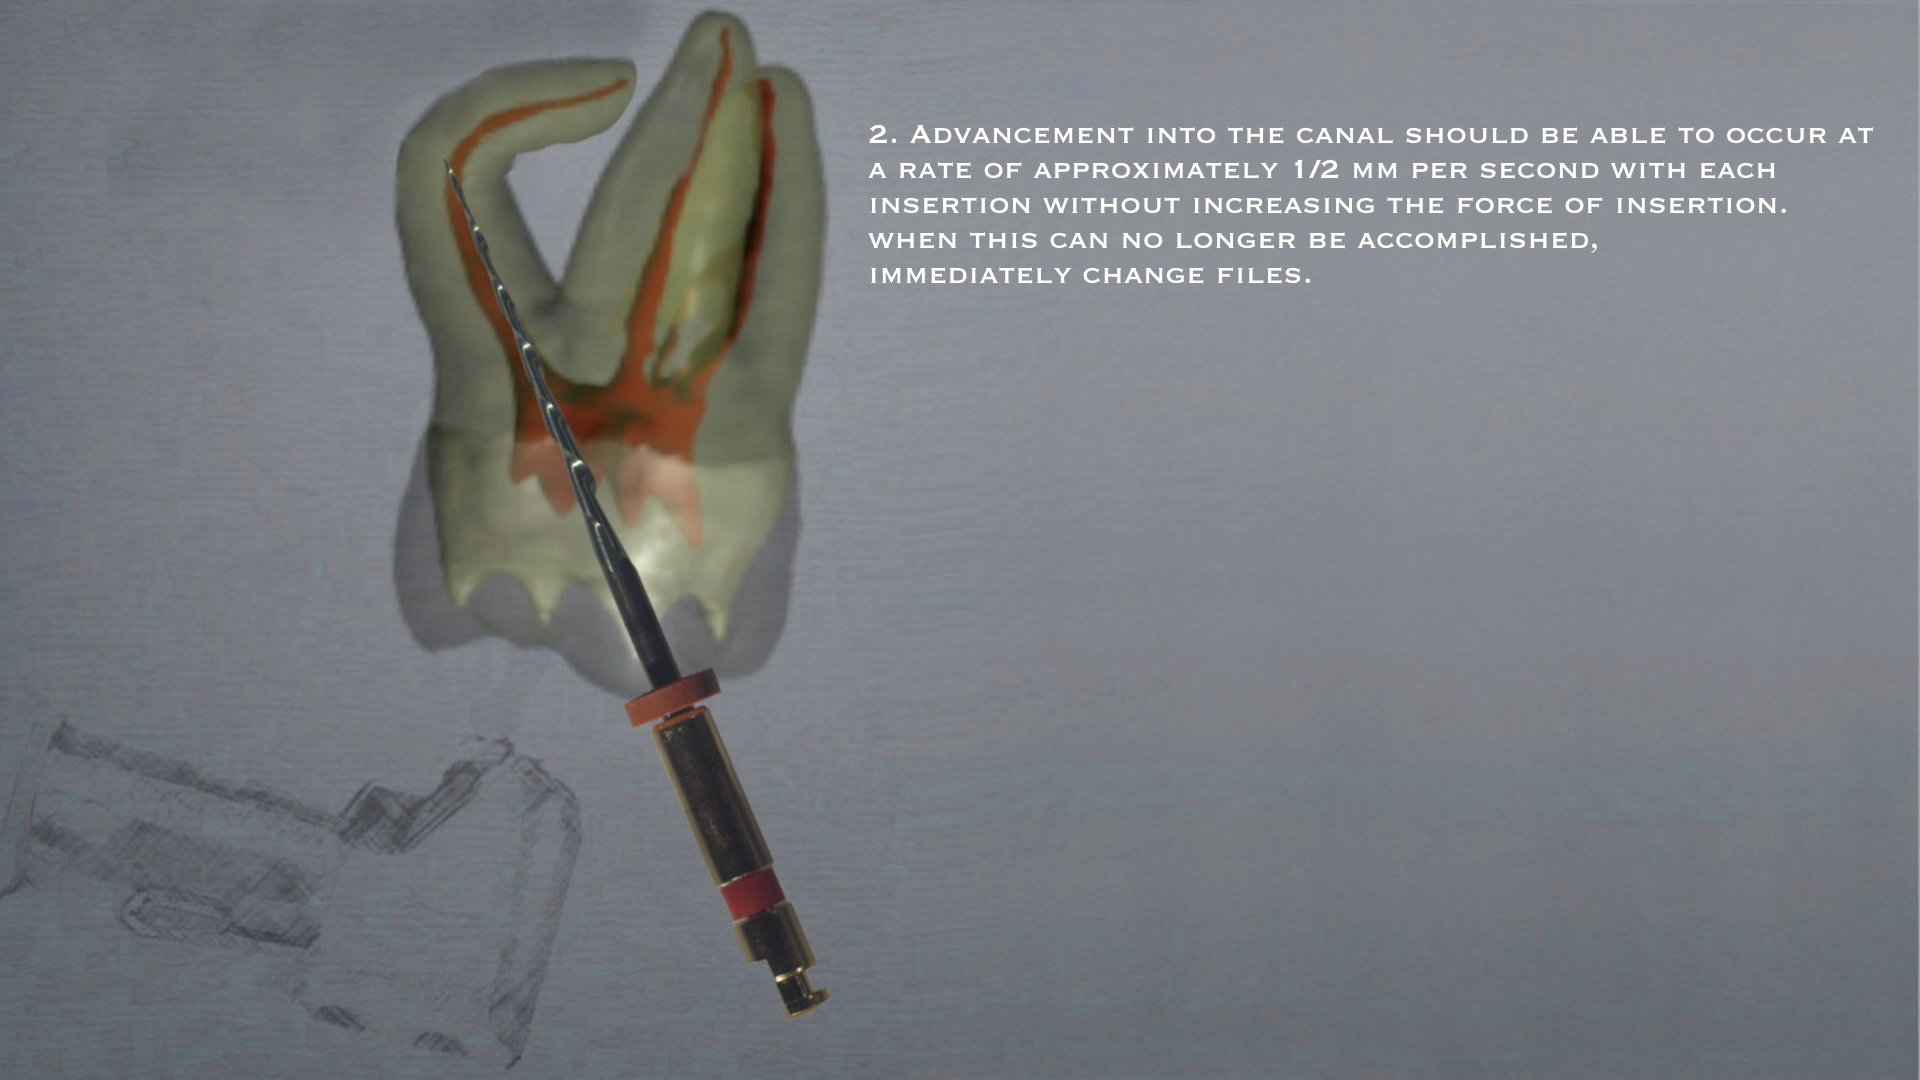 2. Advancement into the canal should be able to occur at
a rate of approximately 1/2 mm per second with each
insertion without increasing the force of insertion.
when this can no longer be accomplished,
immediately change files.